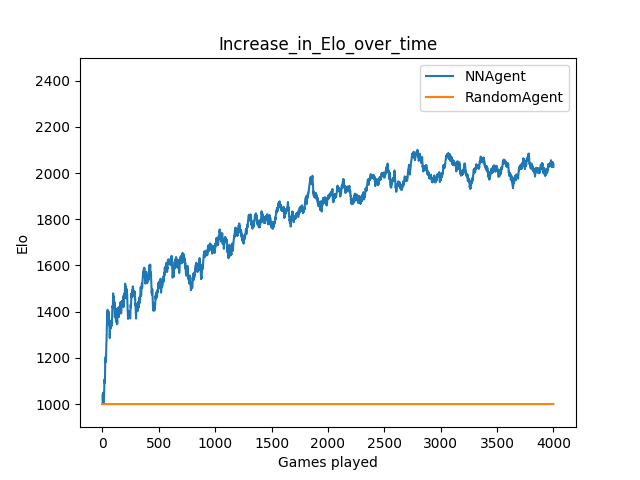 Increase_in_Elo_over_time
NNAgent
RandomAgent
2400
2200
2000
1800
1600
1400
1200
1000
Elo
0 500 1000 1500 2000 2500 3000 3500 4000
Games played